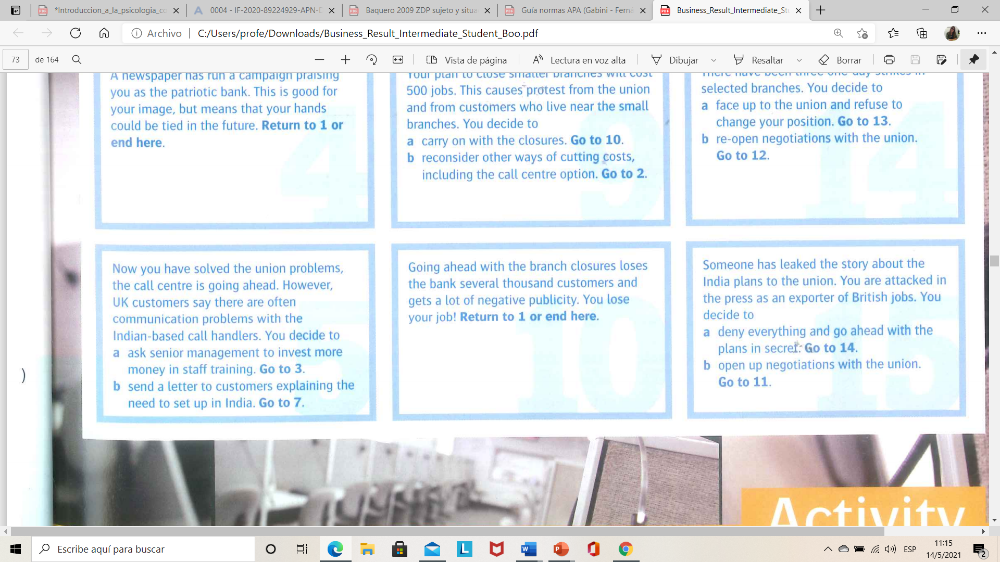 *Introduccion_a_la_psicologia_co
0004 - IF-2020-89224929-APN-D
Baquero 2009 ZDP sujeto y situa
Guía normas APA (Gabini - Ferna
Business_Result_Intermediate_Stu
Archivo
C:/Users/profe/Downloads/Business_Result_Intermediate_Student_Boo.pdf
73 de 164
Vista de página
Lectura en voz alta
Dibujar
Resaltar
Borrar
A newspaper has run a campaign praising
you as the patriotic bank. This is good for
your image, but means that your hands
could be tied in the future. Return to 1 or
end here.
4
Your plan to close smaller branches will cost
500 jobs. This causes protest from the union
and from customers who live near the small
branches. You decide to
a carry on with the closures. Go to 10.
b reconsider other ways of cutting costs,
including the call centre option. Go to 2.
9
There have been three one-day strikes in
selected branches. You decide to
a face up to the union and refuse to
change your position. Go to 13.
b re-open negotiations with the union.
Go to 12.
14
Now you have solved the union problems,
the call centre is going ahead. However,
UK customers say there are often
communication problems with the
Indian-based call handlers. You decide to
a ask senior management to invest more
money in staff training. Go to 3.
b send a letter to customers explaining the
need to set up in India. Go to 7.
5
Going ahead with the branch closures loses
the bank several thousand customers and
gets a lot of negative publicity. You lose
your job! Return to 1 or end here.
10
Someone has leaked the story about the
India plans to the union. You are attacked in
the press as an exporter of British jobs. You
decide to
a deny everything and go ahead with the
plans in secret. Go to 14.
b open up negotiations with the union.
Go to 11.
15
)
Activity
Escribe aquí para buscar
ESP
11:15
14/5/2021
2